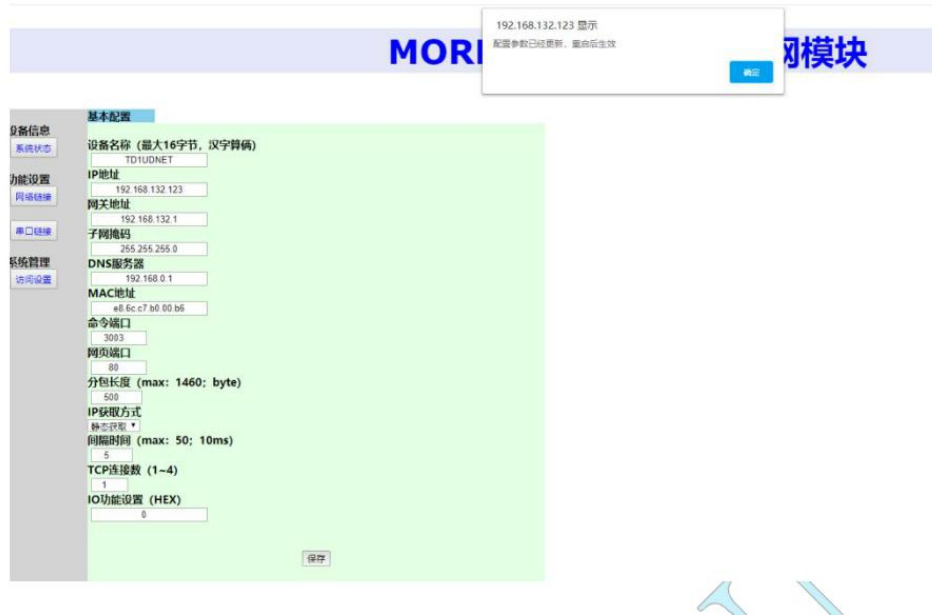 192.168.132.123 显示
配置参数已经更新，重启后生效
确定
MOR
网模块
设备信息
系统状态
功能设置
网络链接
串口链接
系统管理
访问设置
基本配置
设备名称（最大16字节，汉字算俩）
TD1UDNET
IP地址
192.168.132.123
网关地址
192.168.132.1
子网掩码
255.255.255.0
DNS服务器
192.168.0.1
MAC地址
e8.6c.c7.b0.00.b6
命令端口
3003
网页端口
80
分包长度（max：1460；byte）
500
IP获取方式
静态获取
间隔时间（max：50；10ms）
5
TCP连接数（1~4）
1
IO功能设置（HEX）
0
保存